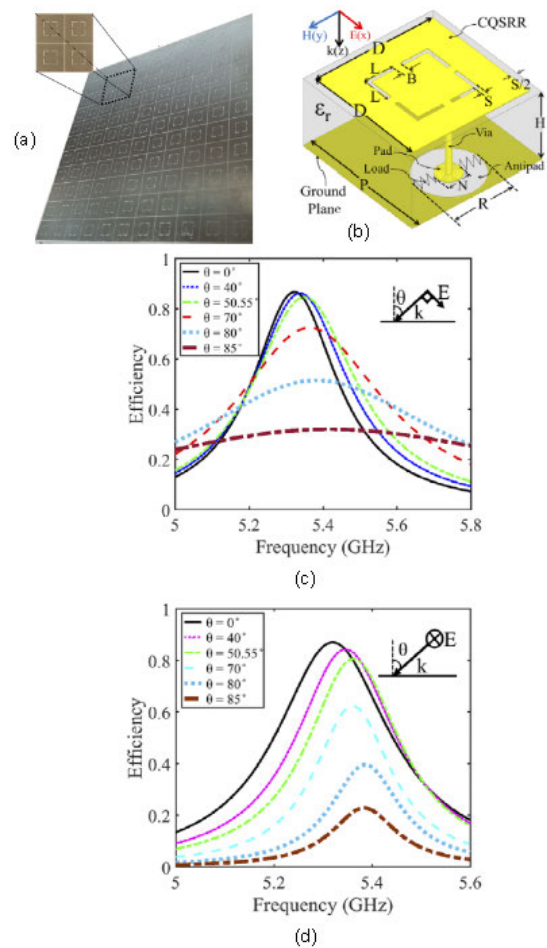 (a)
H(y)
E(x)
k(z)
D
CQSRR
L
B
L
S
S/2
εr
D
H
Via
Pad
Load
Antipad
N
P
R
Ground
Plane
(b)
θ = 0°
θ = 40°
θ = 50.55°
θ = 70°
θ = 80°
θ = 85°
θ
E
k
Efficiency
1
0.8
0.6
0.4
0.2
0
5
5.2
5.4
5.6
5.8
Frequency (GHz)
(c)
θ = 0°
θ = 40°
θ = 50.55°
θ = 70°
θ = 80°
θ = 85°
θ
E
k
Efficiency
1
0.8
0.6
0.4
0.2
0
5
5.2
5.4
5.6
Frequency (GHz)
(d)